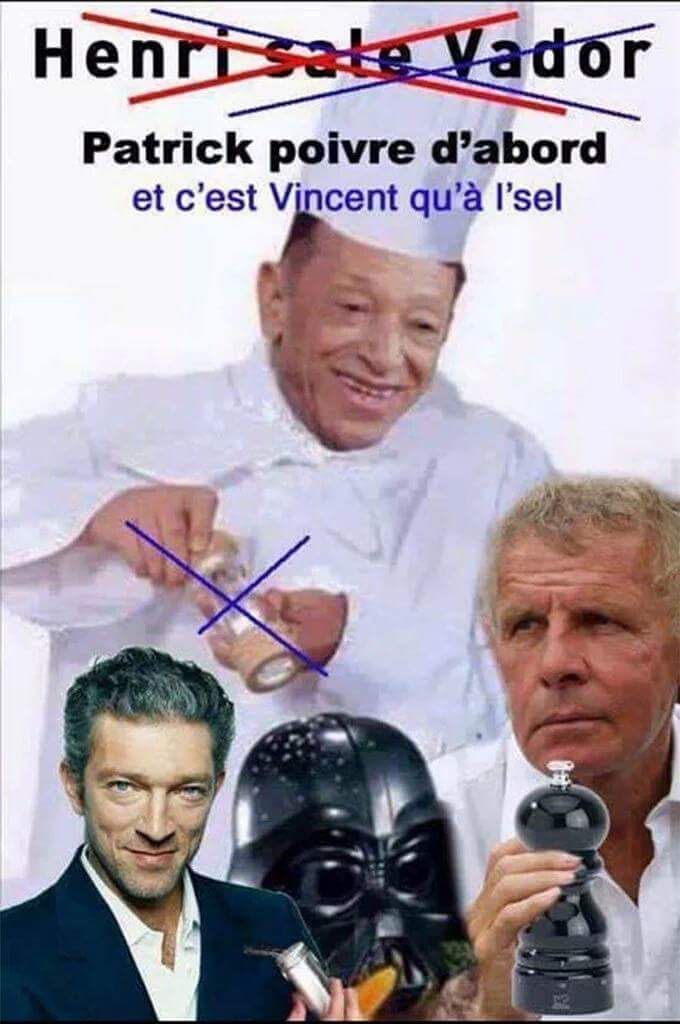 Henri sale Vador
Patrick poivre d'abord
et c'est Vincent qu'à l'sel